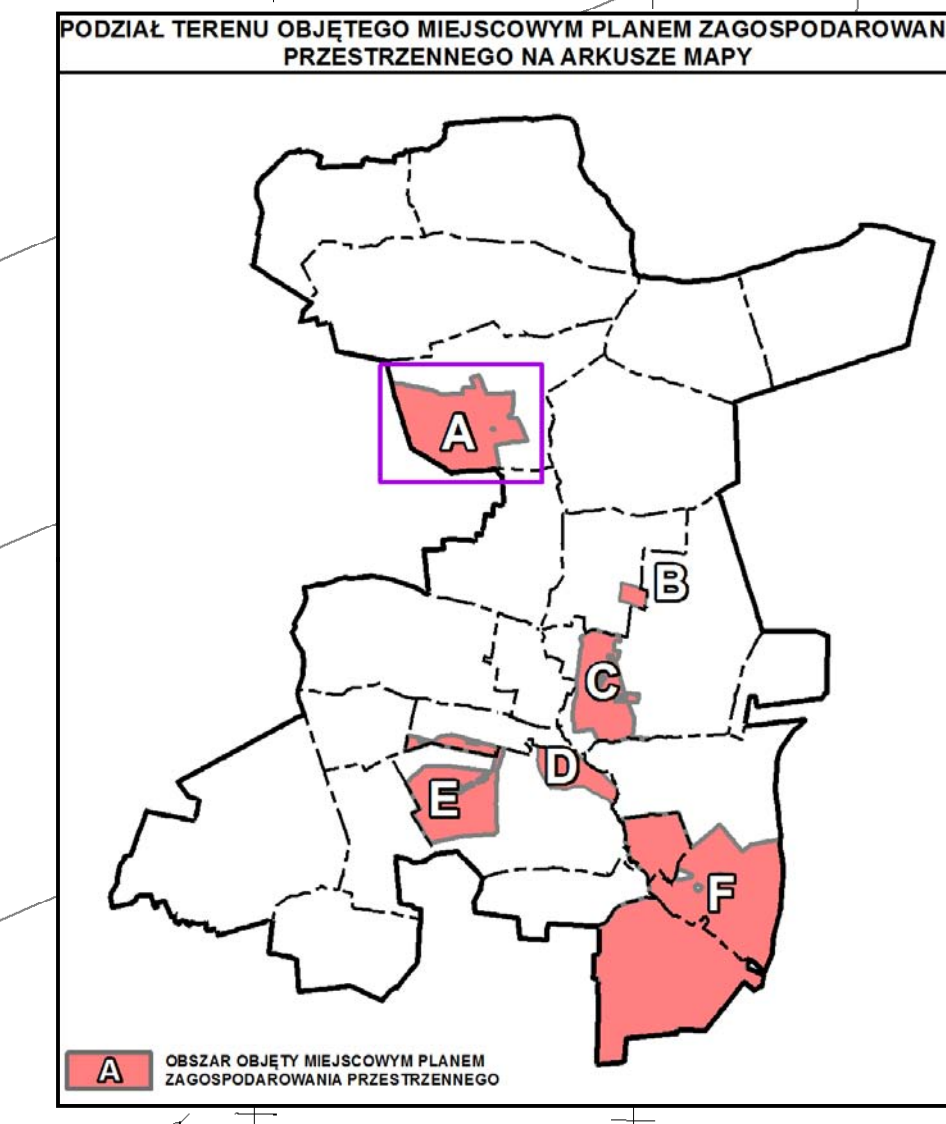 PODZIAŁ TERENU OBJĘTEGO MIEJSCOWYM PLANEM ZAGOSPODAROWAN
PRZESTRZENNEGO NA ARKUSZE MAPY
A
B
C
D
E
F
A
OBSZAR OBJĘTY MIEJSCOWYM PLANEM
ZAGOSPODAROWANIA PRZESTRZENNEGO